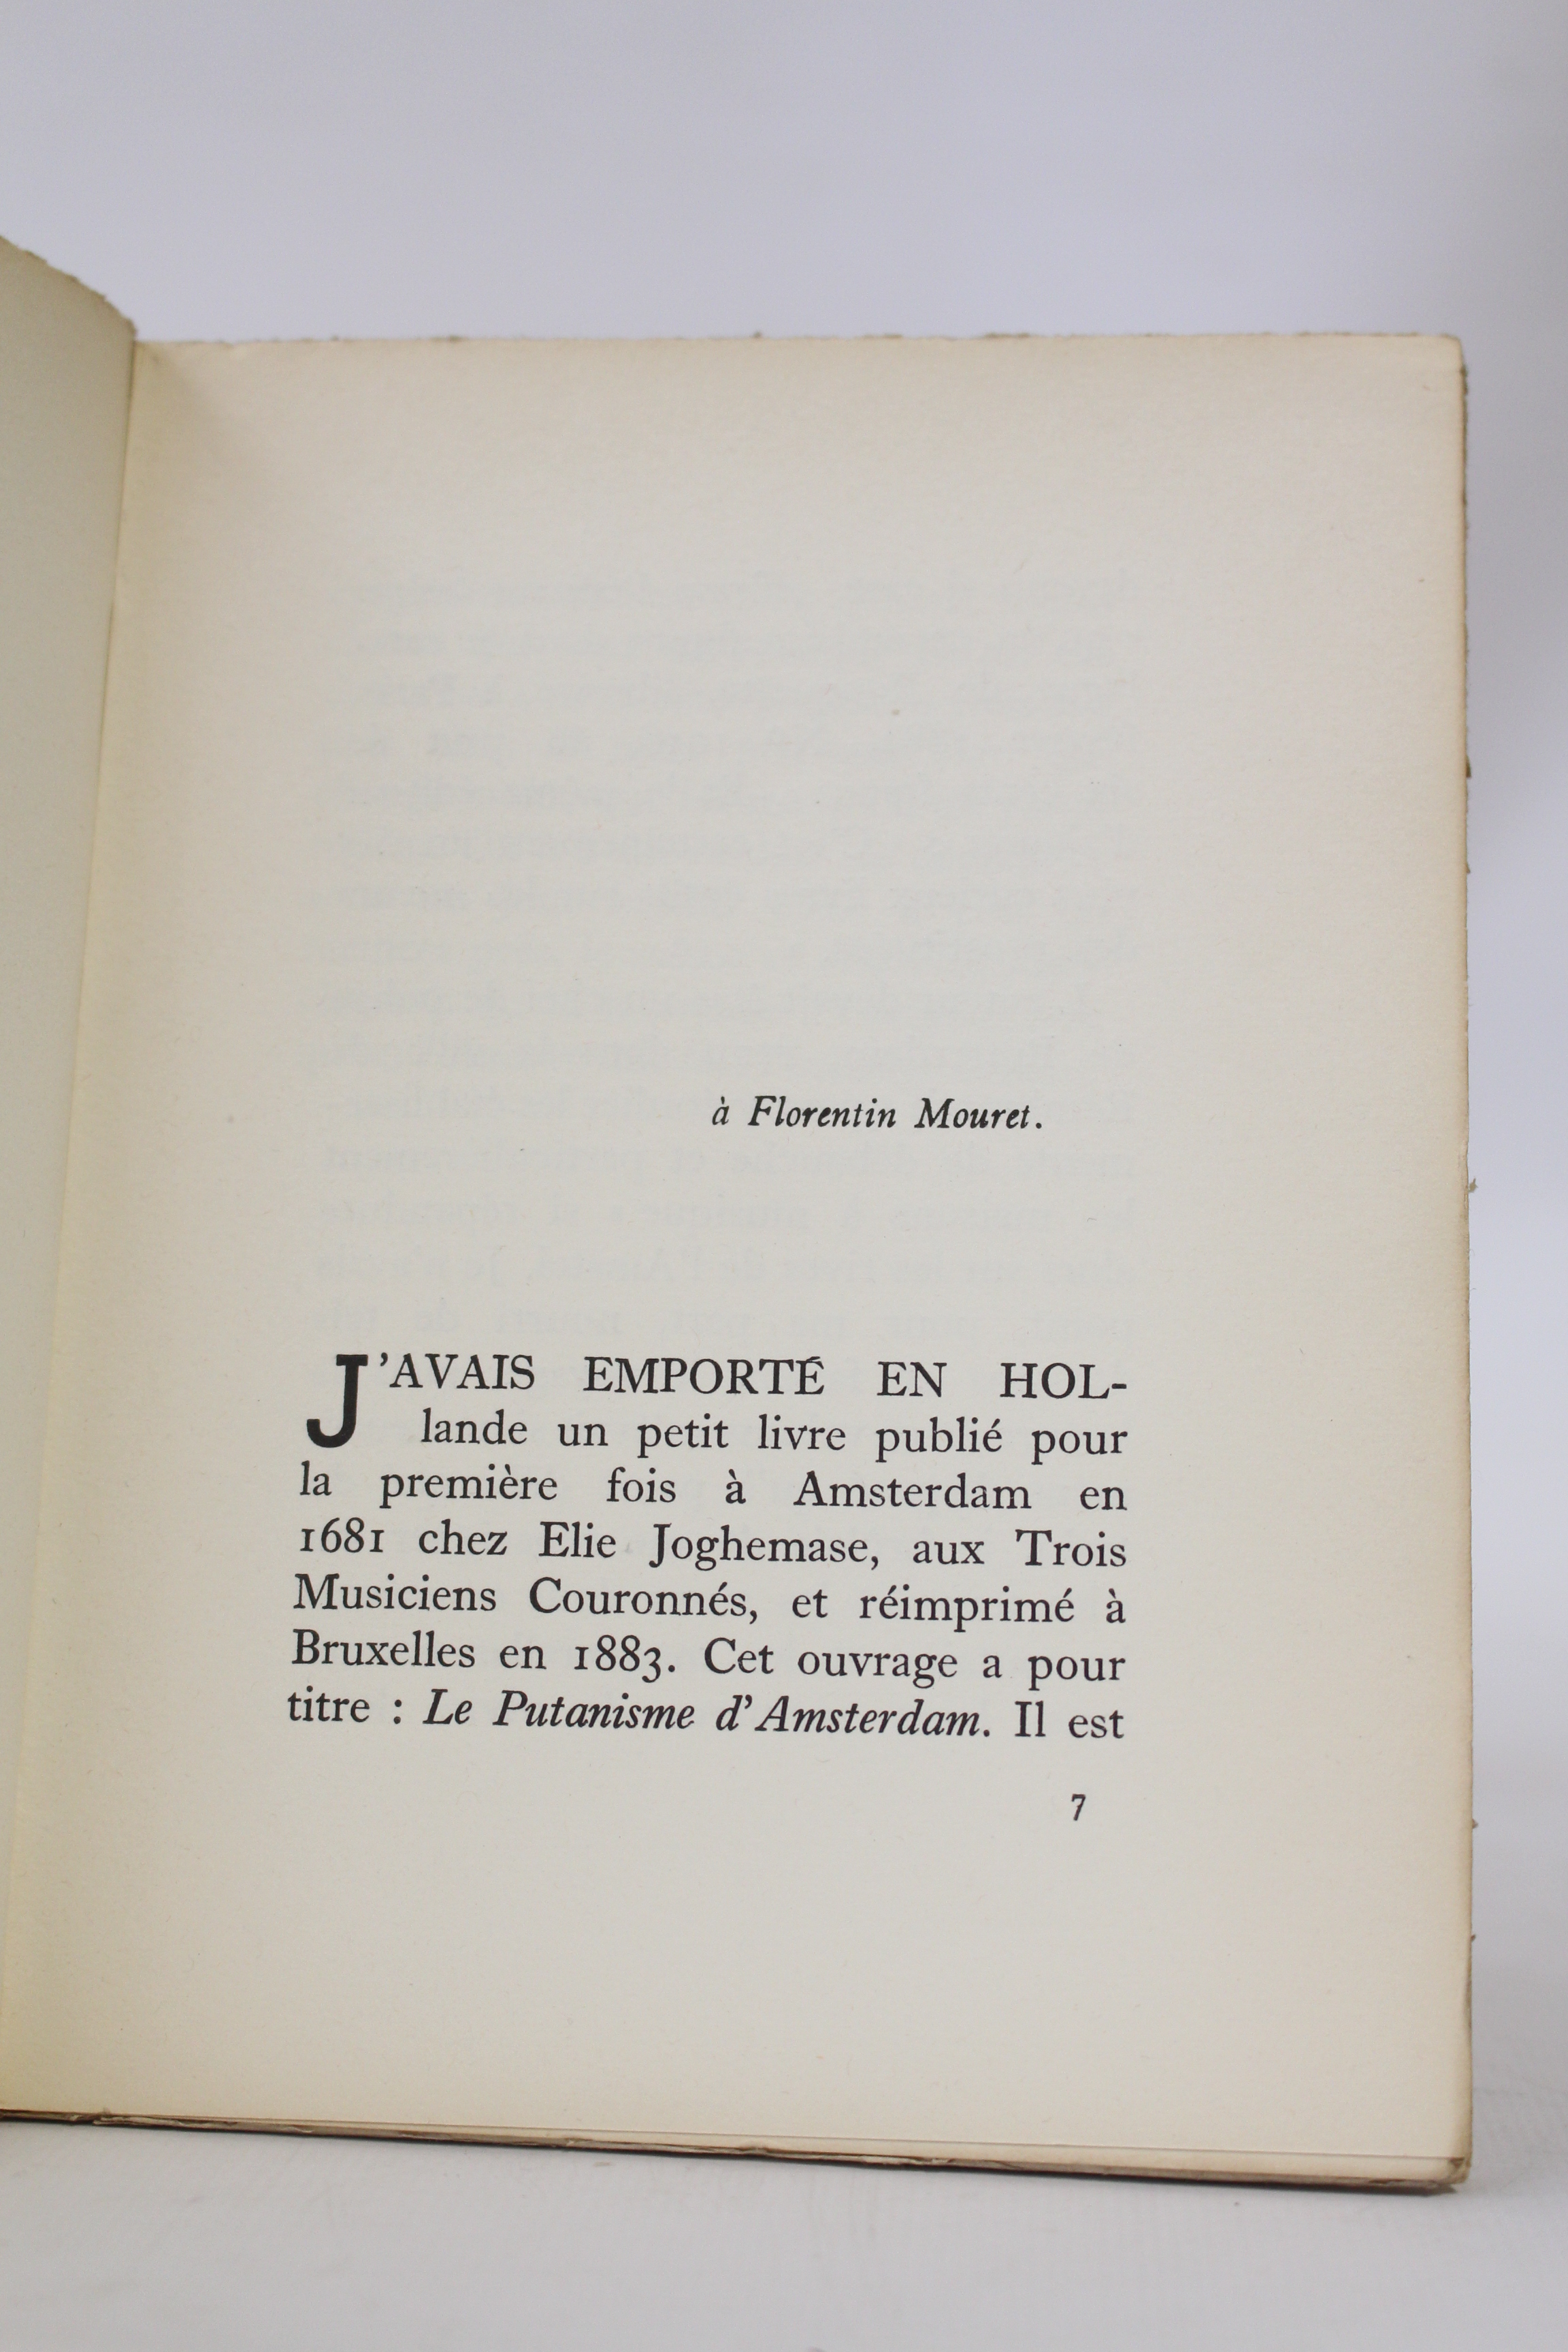 à Florentin Mouret.
J'AVAIS EMPORTÉ EN HOL-
lande un petit livre publié pour
la première fois à Amsterdam en
1681 chez Elie Joghemase, aux Trois
Musiciens Couronnés, et réimprimé à
Bruxelles en 1883. Cet ouvrage a pour
titre : Le Putanisme d'Amsterdam. Il est
7